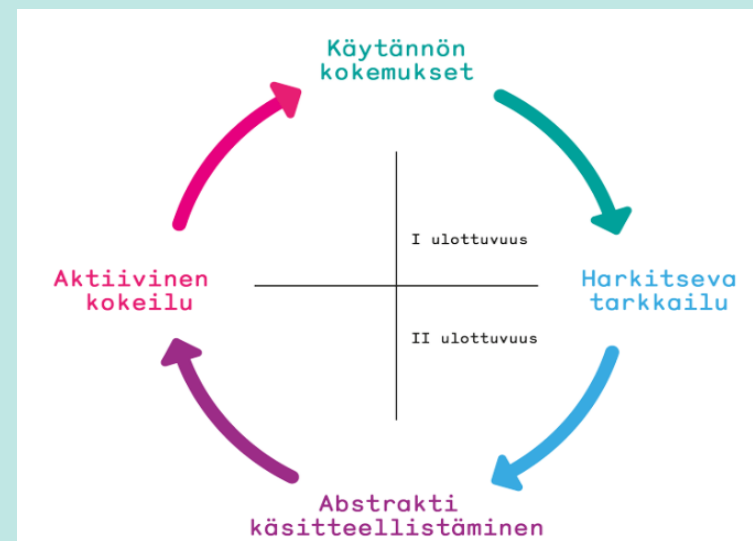 Käytännön
kokemukset
I ulottuvuus
Aktiivinen
kokeilu
Harkitseva
tarkkailu
II ulottuvuus
Abstrakti
käsitteellistäminen